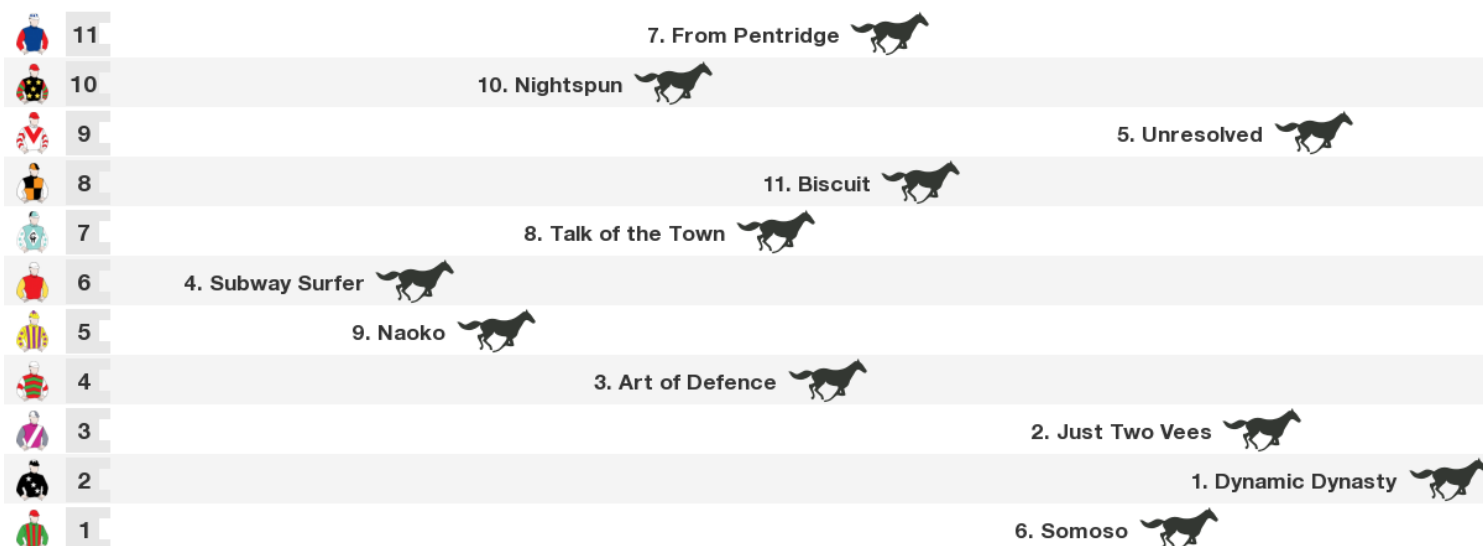 11 7. From Pentridge
10 10. Nightspun
9 5. Unresolved
8 11. Biscuit
7 8. Talk of the Town
6 4. Subway Surfer
5 9. Naoko
4 3. Art of Defence
3 2. Just Two Vees
2 1. Dynamic Dynasty
1 6. Somoso